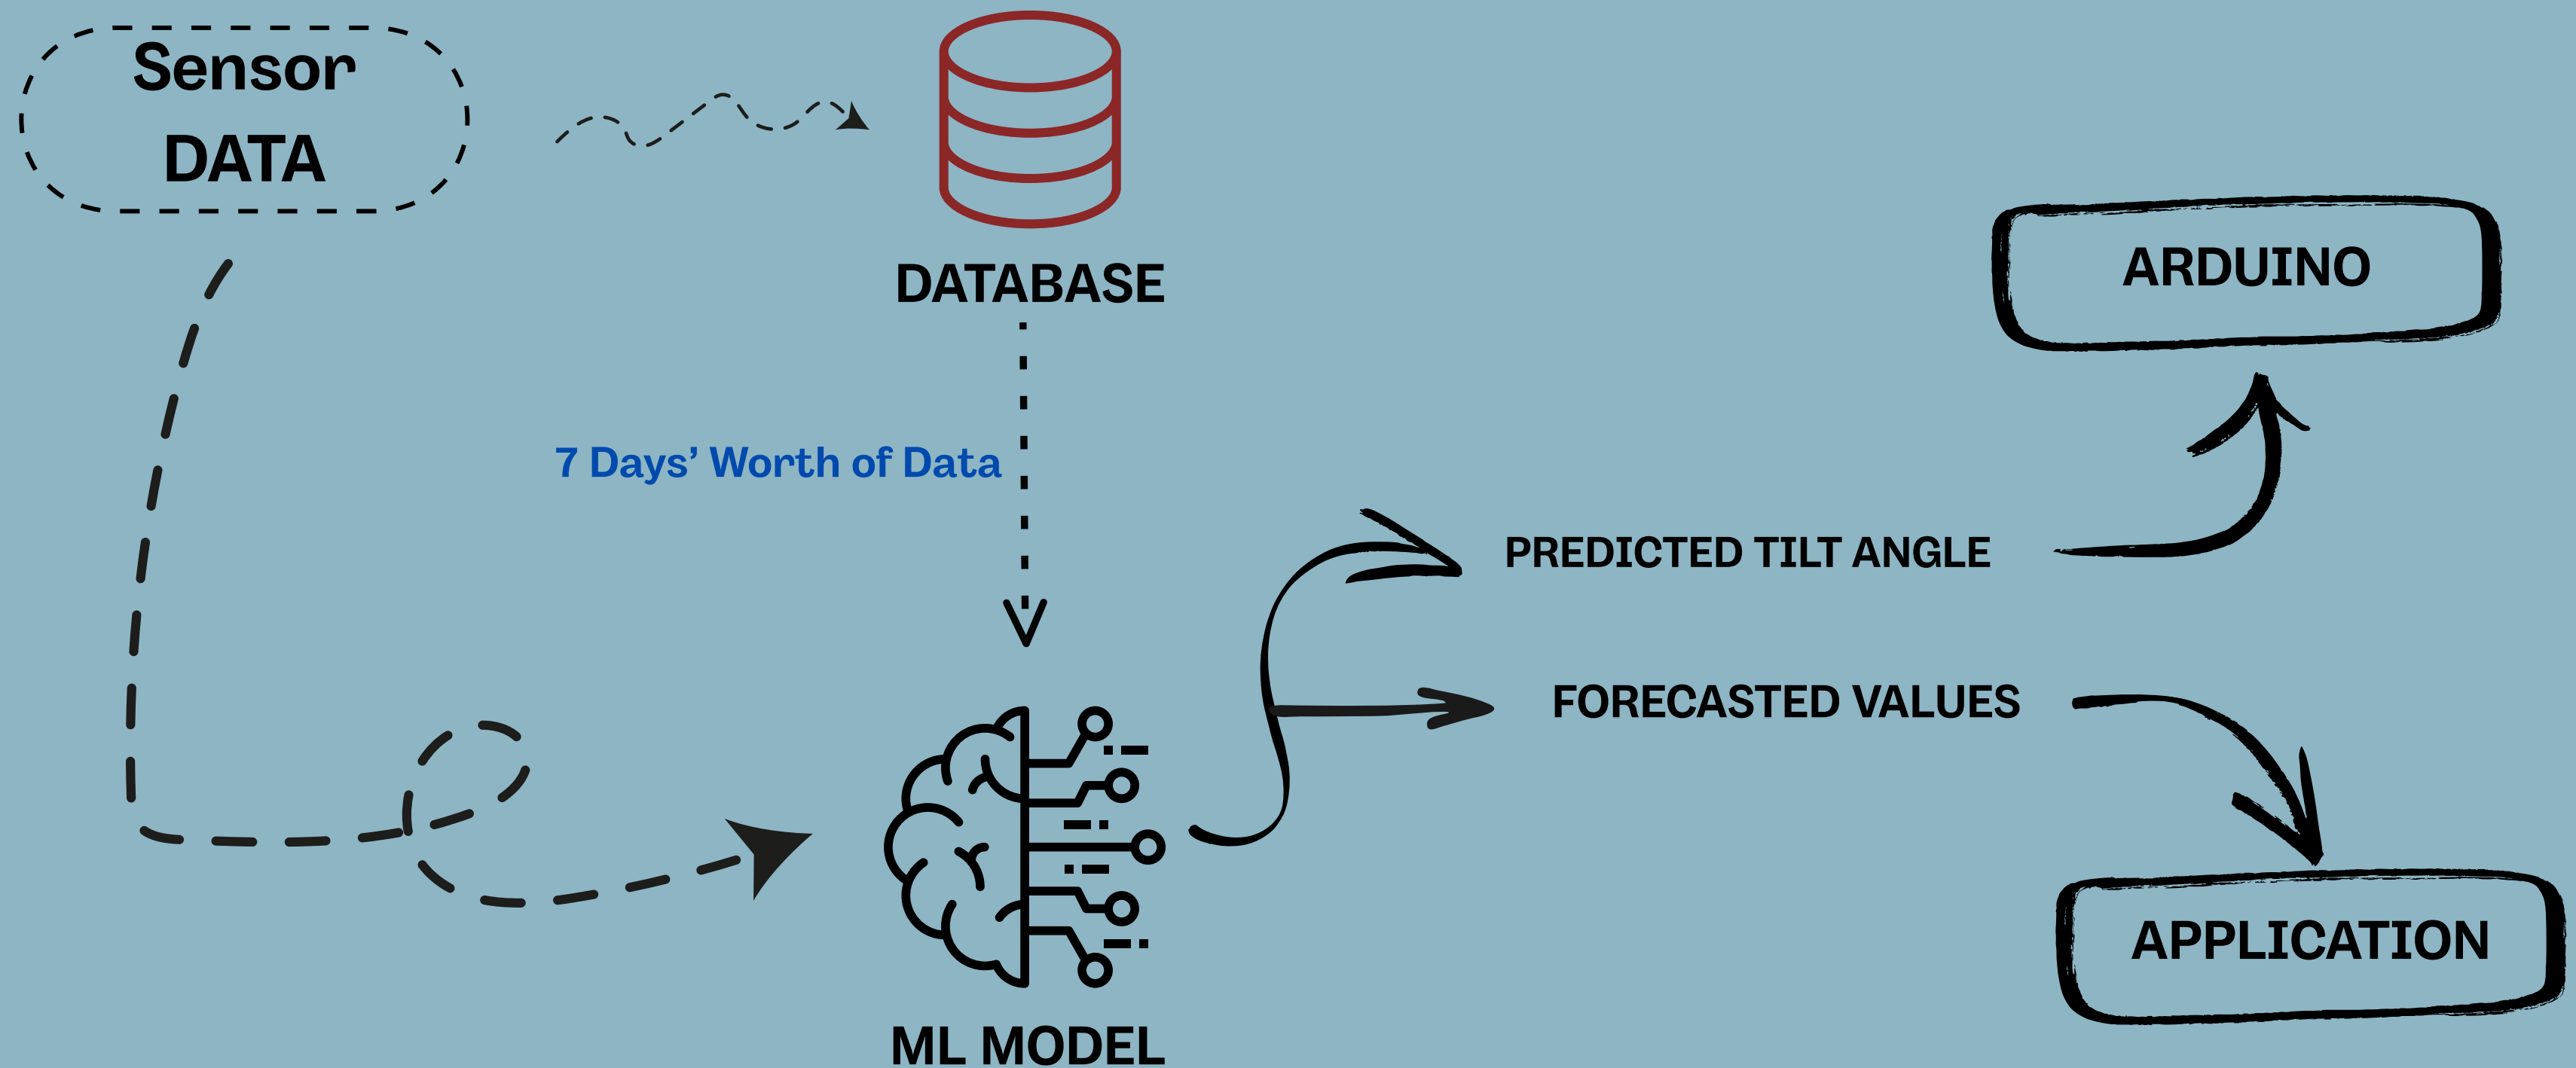 Sensor
DATA
DATABASE
ARDUINO
7 Days’ Worth of Data
PREDICTED TILT ANGLE
FORECASTED VALUES
APPLICATION
ML MODEL